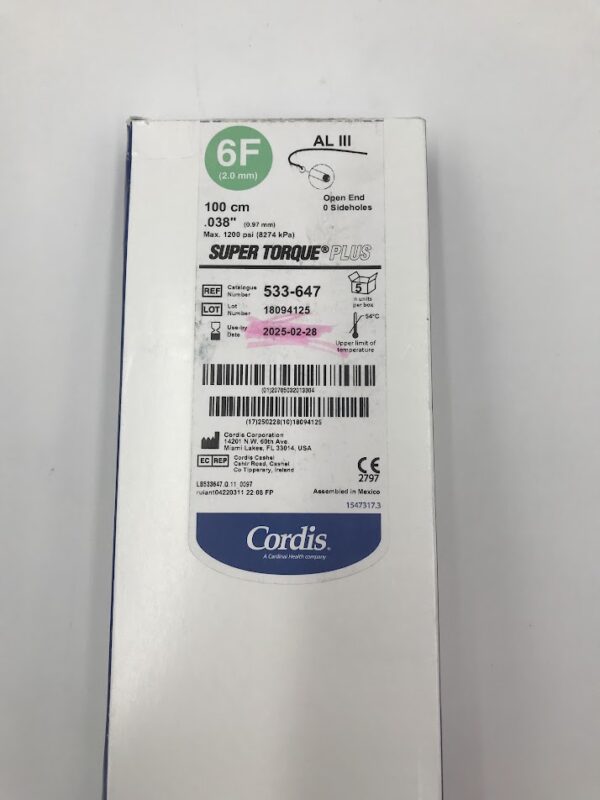 6F
(2.0 mm)
AL III
Open End
0 Sideholes
100 cm
.038" (0.97 mm)
Max. 1200 psi (8274 kPa)
SUPER TORQUE® PLUS
REF Catalogue Number 533-647
5
n units per box
LOT Lot Number 18094125
Use-by Date 2025-02-28
54°C
Upper limit of temperature
(17)250228(10)18094125
Cordis Corporation
14201 N.W. 60th Ave.
Miami Lakes, FL 33014, USA
EC REP Cordis Cashel
Cahir Road, Cashel
Co Tipperary, Ireland
CE
2797
LB533647.Q.11 0397
Assembled in Mexico
1547317.3
Cordis®
A Cardinal Health company